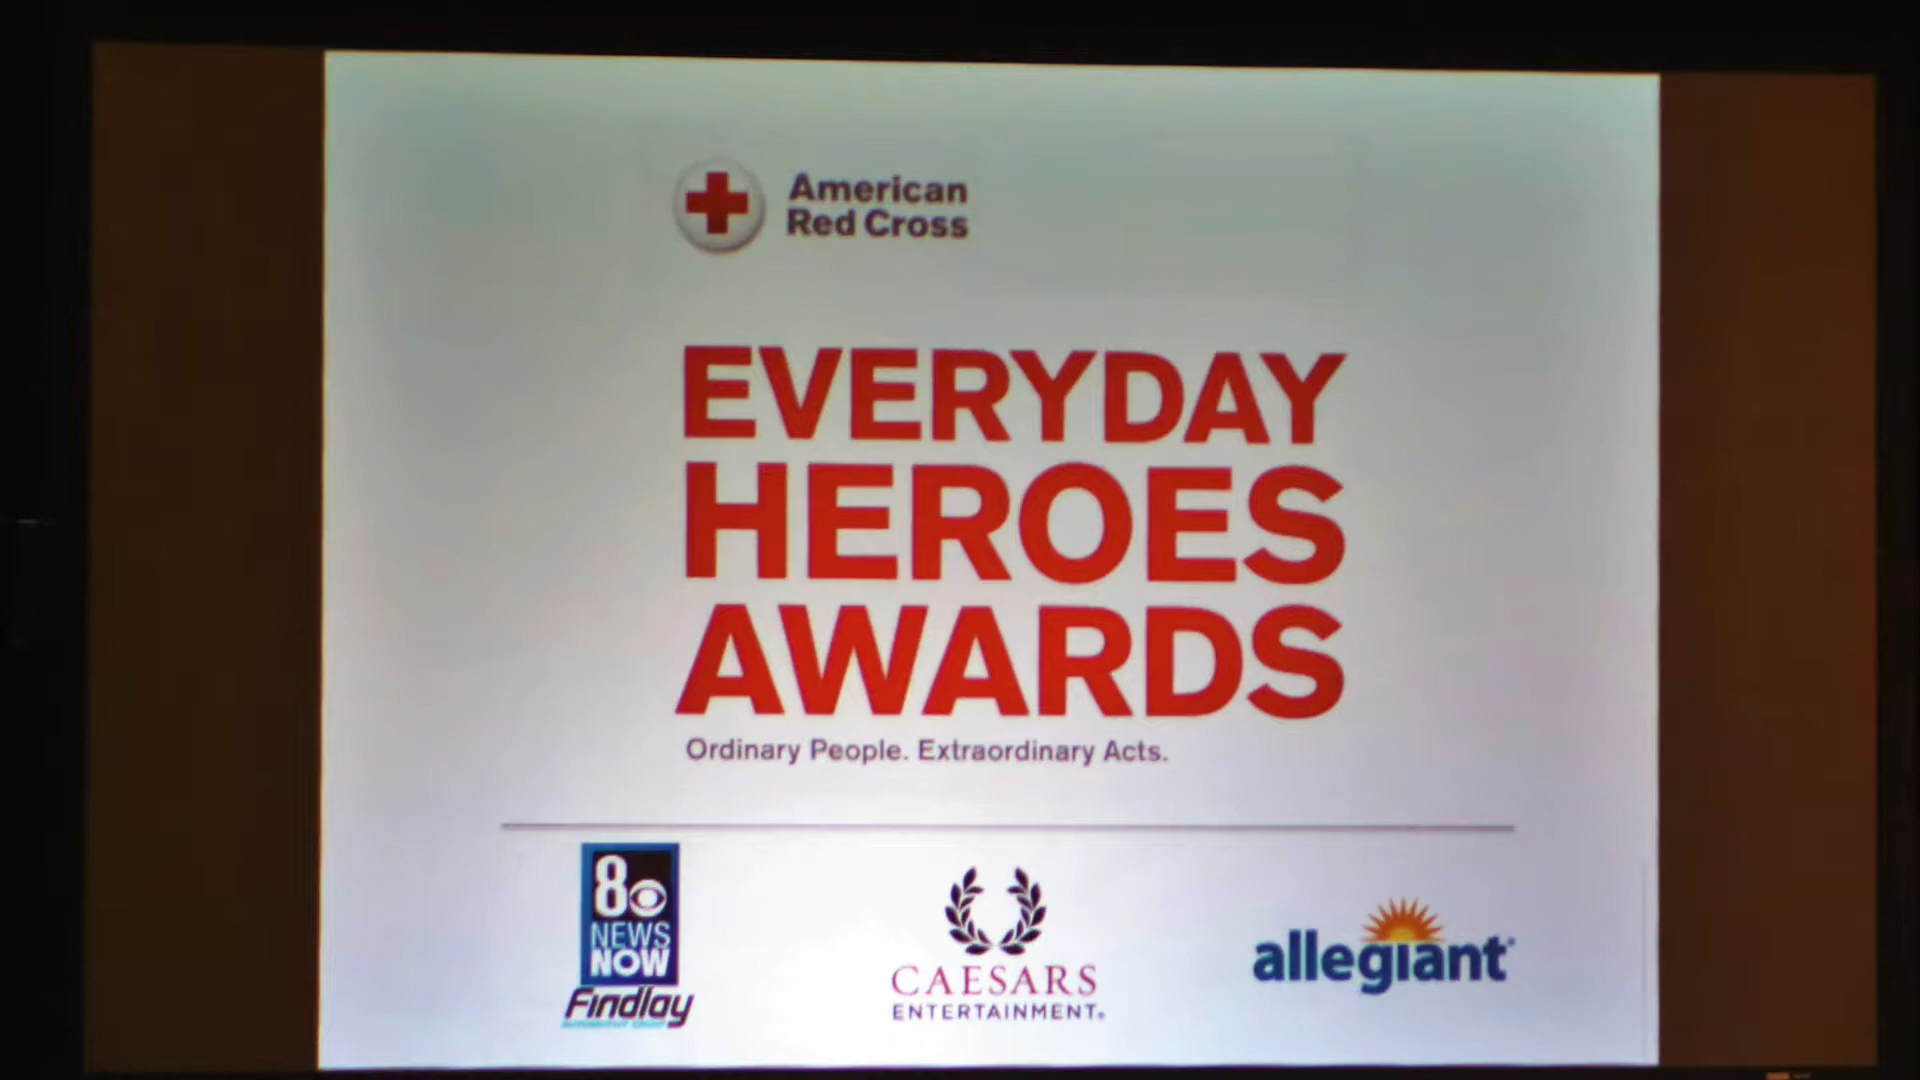 American
Red Cross
EVERYDAY
HEROES
AWARDS
Ordinary People. Extraordinary Acts.
8
NEWS
NOW
Findlay
CAESARS
ENTERTAINMENT®
allegiant